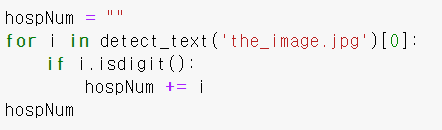 hospNum = ""
for i in detect_text('the_image.jpg')[0]:
    if i.isdigit():
        hospNum += i
hospNum